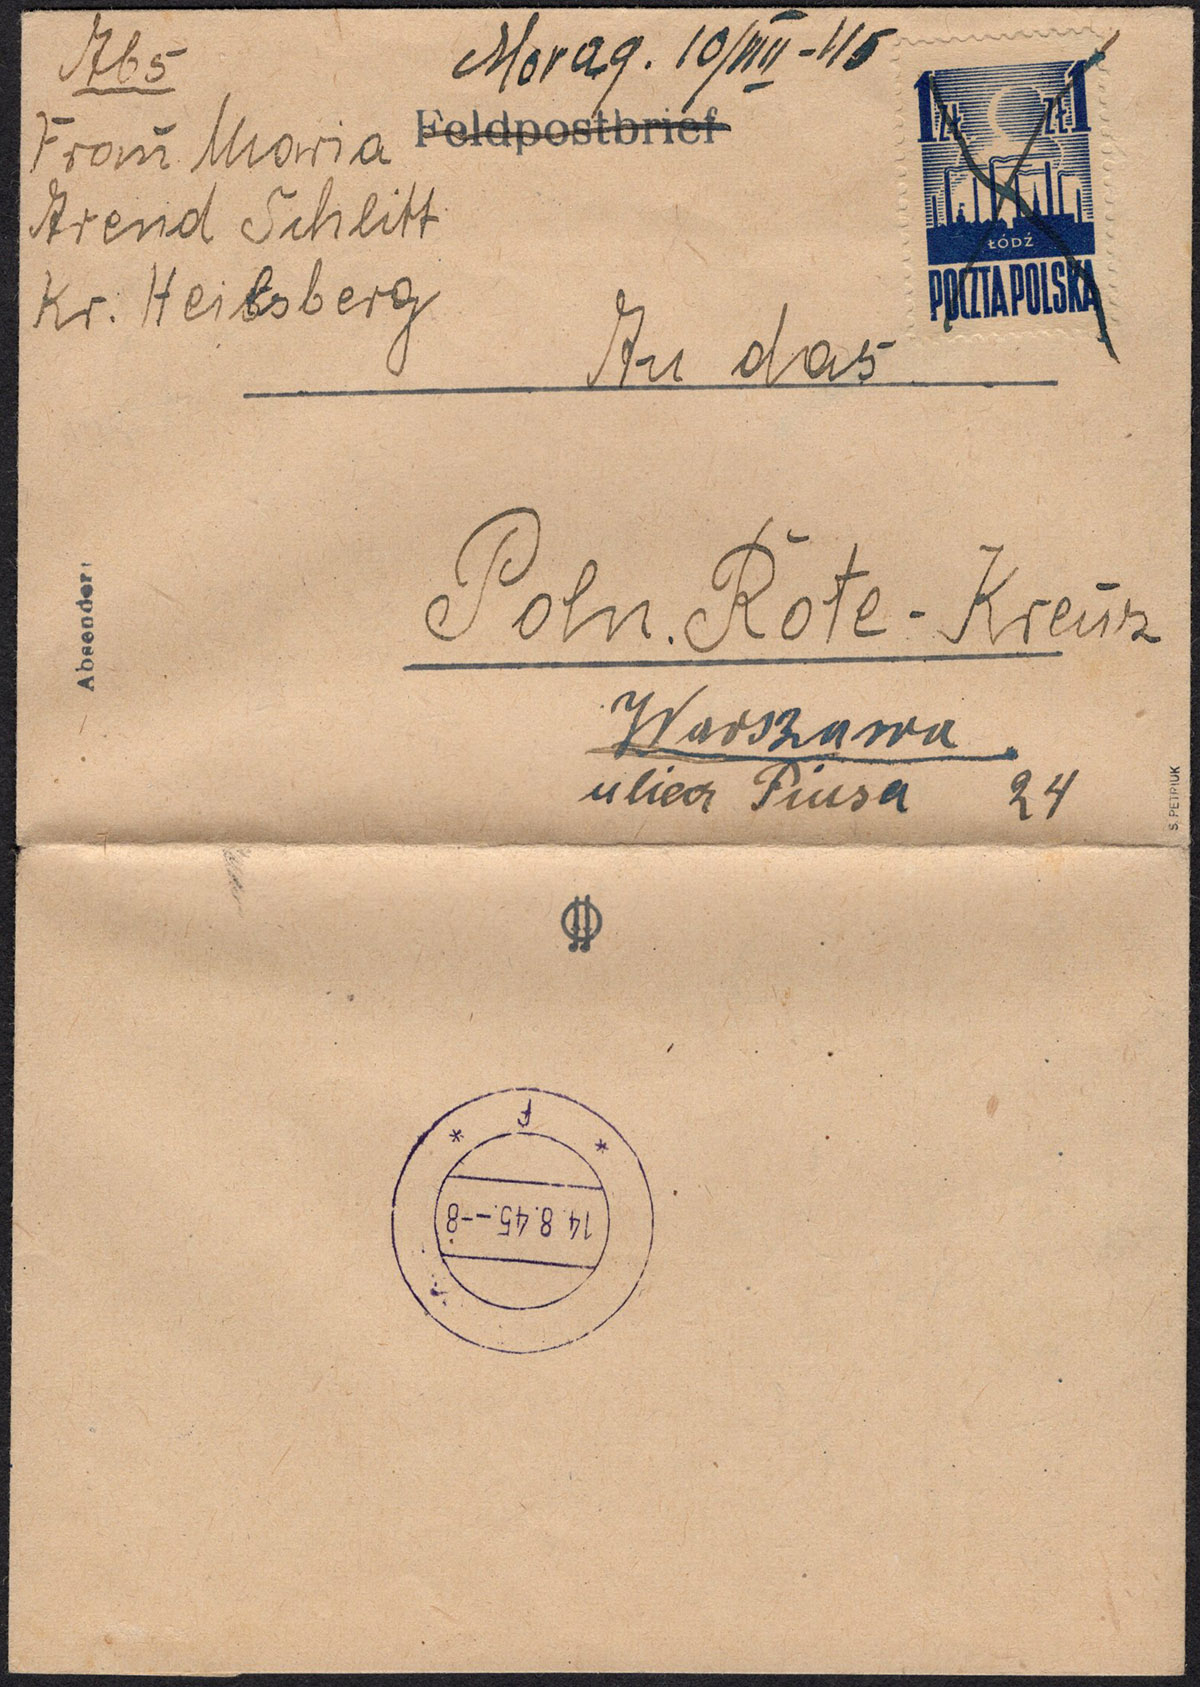 Abs
Morag. 10/VIII-45
Frau Maria
Feldpostbrief
Arend Schlitt
Kr. Heilsberg
1 ZŁ ZŁ 1
ŁÓDŹ
POCZTA POLSKA
An das
Poln. Rote-Kreuz
Absender:
Warszawa
ulica Piusa 24
S. PETRIUK
* f *
14.8.45.--8